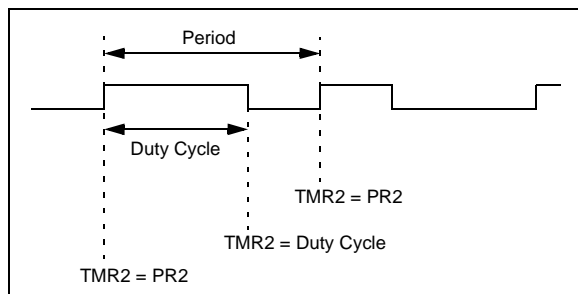 Period
Duty Cycle
TMR2 = PR2
TMR2 = Duty Cycle
TMR2 = PR2